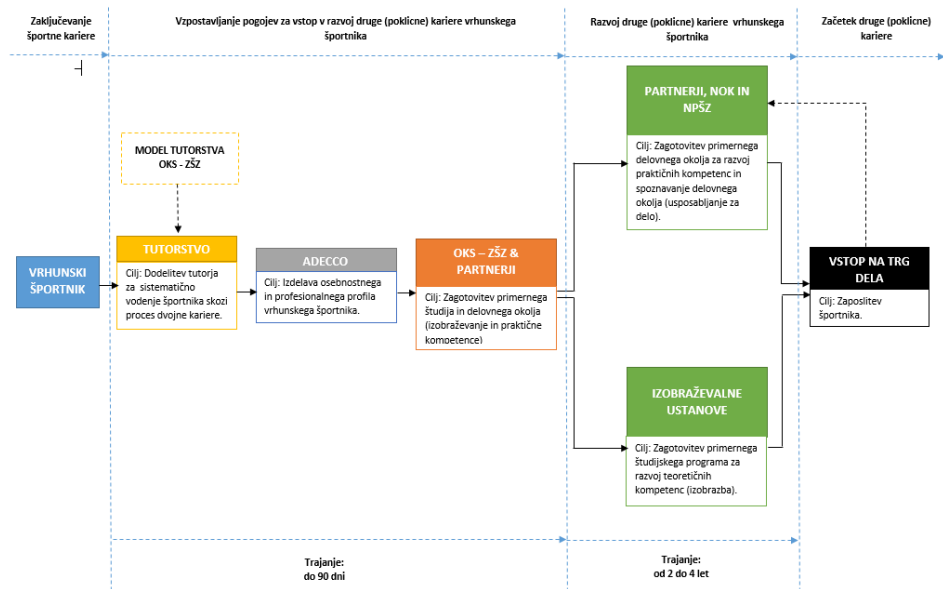 Zaključevanje
športne kariere
Vzpostavljanje pogojev za vstop v razvoj druge (poklicne) kariere vrhunskega
športnika
Razvoj druge (poklicne) kariere vrhunskega
športnika
Začetek druge (poklicne)
kariere
MODEL TUTORSTVA
OKS - ZŠZ
VRHUNSKI
ŠPORTNIK
TUTORSTVO
Cilj: Dodelitev tutorja
za sistematično
vodenje športnika skozi
proces dvojne kariere.
ADECCO
Cilj: Izdelava osebnostnega
in profesionalnega profila
vrhunskega športnika.
OKS – ZŠZ &
PARTNERJI
Cilj: Zagotovitev primernega
študija in delovnega okolja
(izobraževanje in praktične
kompetence)
PARTNERJI, NOK IN
NPŠZ
Cilj: Zagotovitev primernega
delovnega okolja za razvoj
praktičnih kompetenc in
spoznavanje delovnega
okolja (usposabljanje za
delo).
IZOBRAŽEVALNE
USTANOVE
Cilj: Zagotovitev primernega
študijskega programa za
razvoj teoretičnih
kompetenc (izobrazba).
VSTOP NA TRG
DELA
Cilj: Zaposlitev
športnika.
Trajanje:
do 90 dni
Trajanje:
od 2 do 4 let